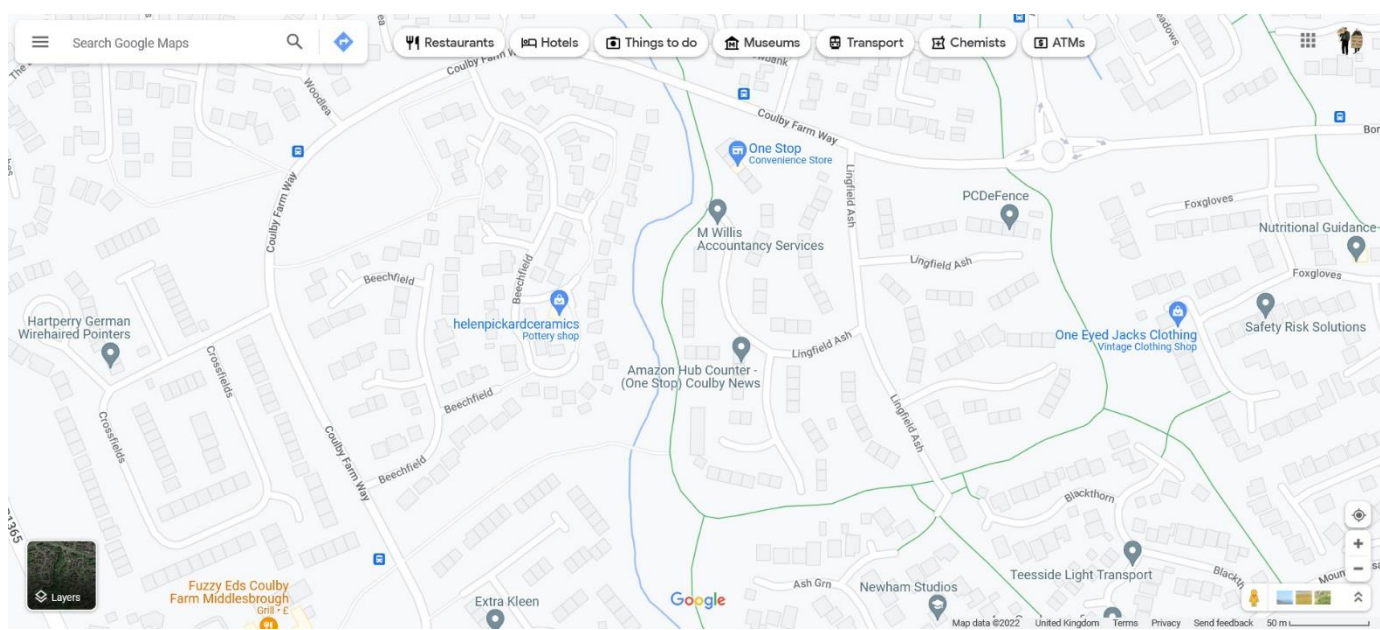 Search Google Maps
Restaurants
Hotels
Things to do
Museums
Transport
Chemists
ATMs
Woodlea
Coulby Farm Way
Coulby Farm Way
One Stop
Convenience Store
Lingfield Ash
PCDeFence
Foxgloves
Coulby Farm Way
M Willis
Accountancy Services
Nutritional Guidance
Lingfield Ash
Foxgloves
Beechfield
Beechfield
helenpickardceramics
Pottery shop
Hartperry German
Wirehaired Pointers
One Eyed Jacks Clothing
Vintage Clothing Shop
Safety Risk Solutions
Lingfield Ash
Crossfields
Amazon Hub Counter -
(One Stop) Coulby News
Beechfield
Lingfield Ash
Crossfields
Coulby Farm Way
Beechfield
Blackthorn
Layers
Fuzzy Eds Coulby
Farm Middlesbrough
Grill • £
Extra Kleen
Google
Ash Grn
Newham Studios
Teesside Light Transport
Map data ©2022
United Kingdom
Terms
Privacy
Send feedback
50 m